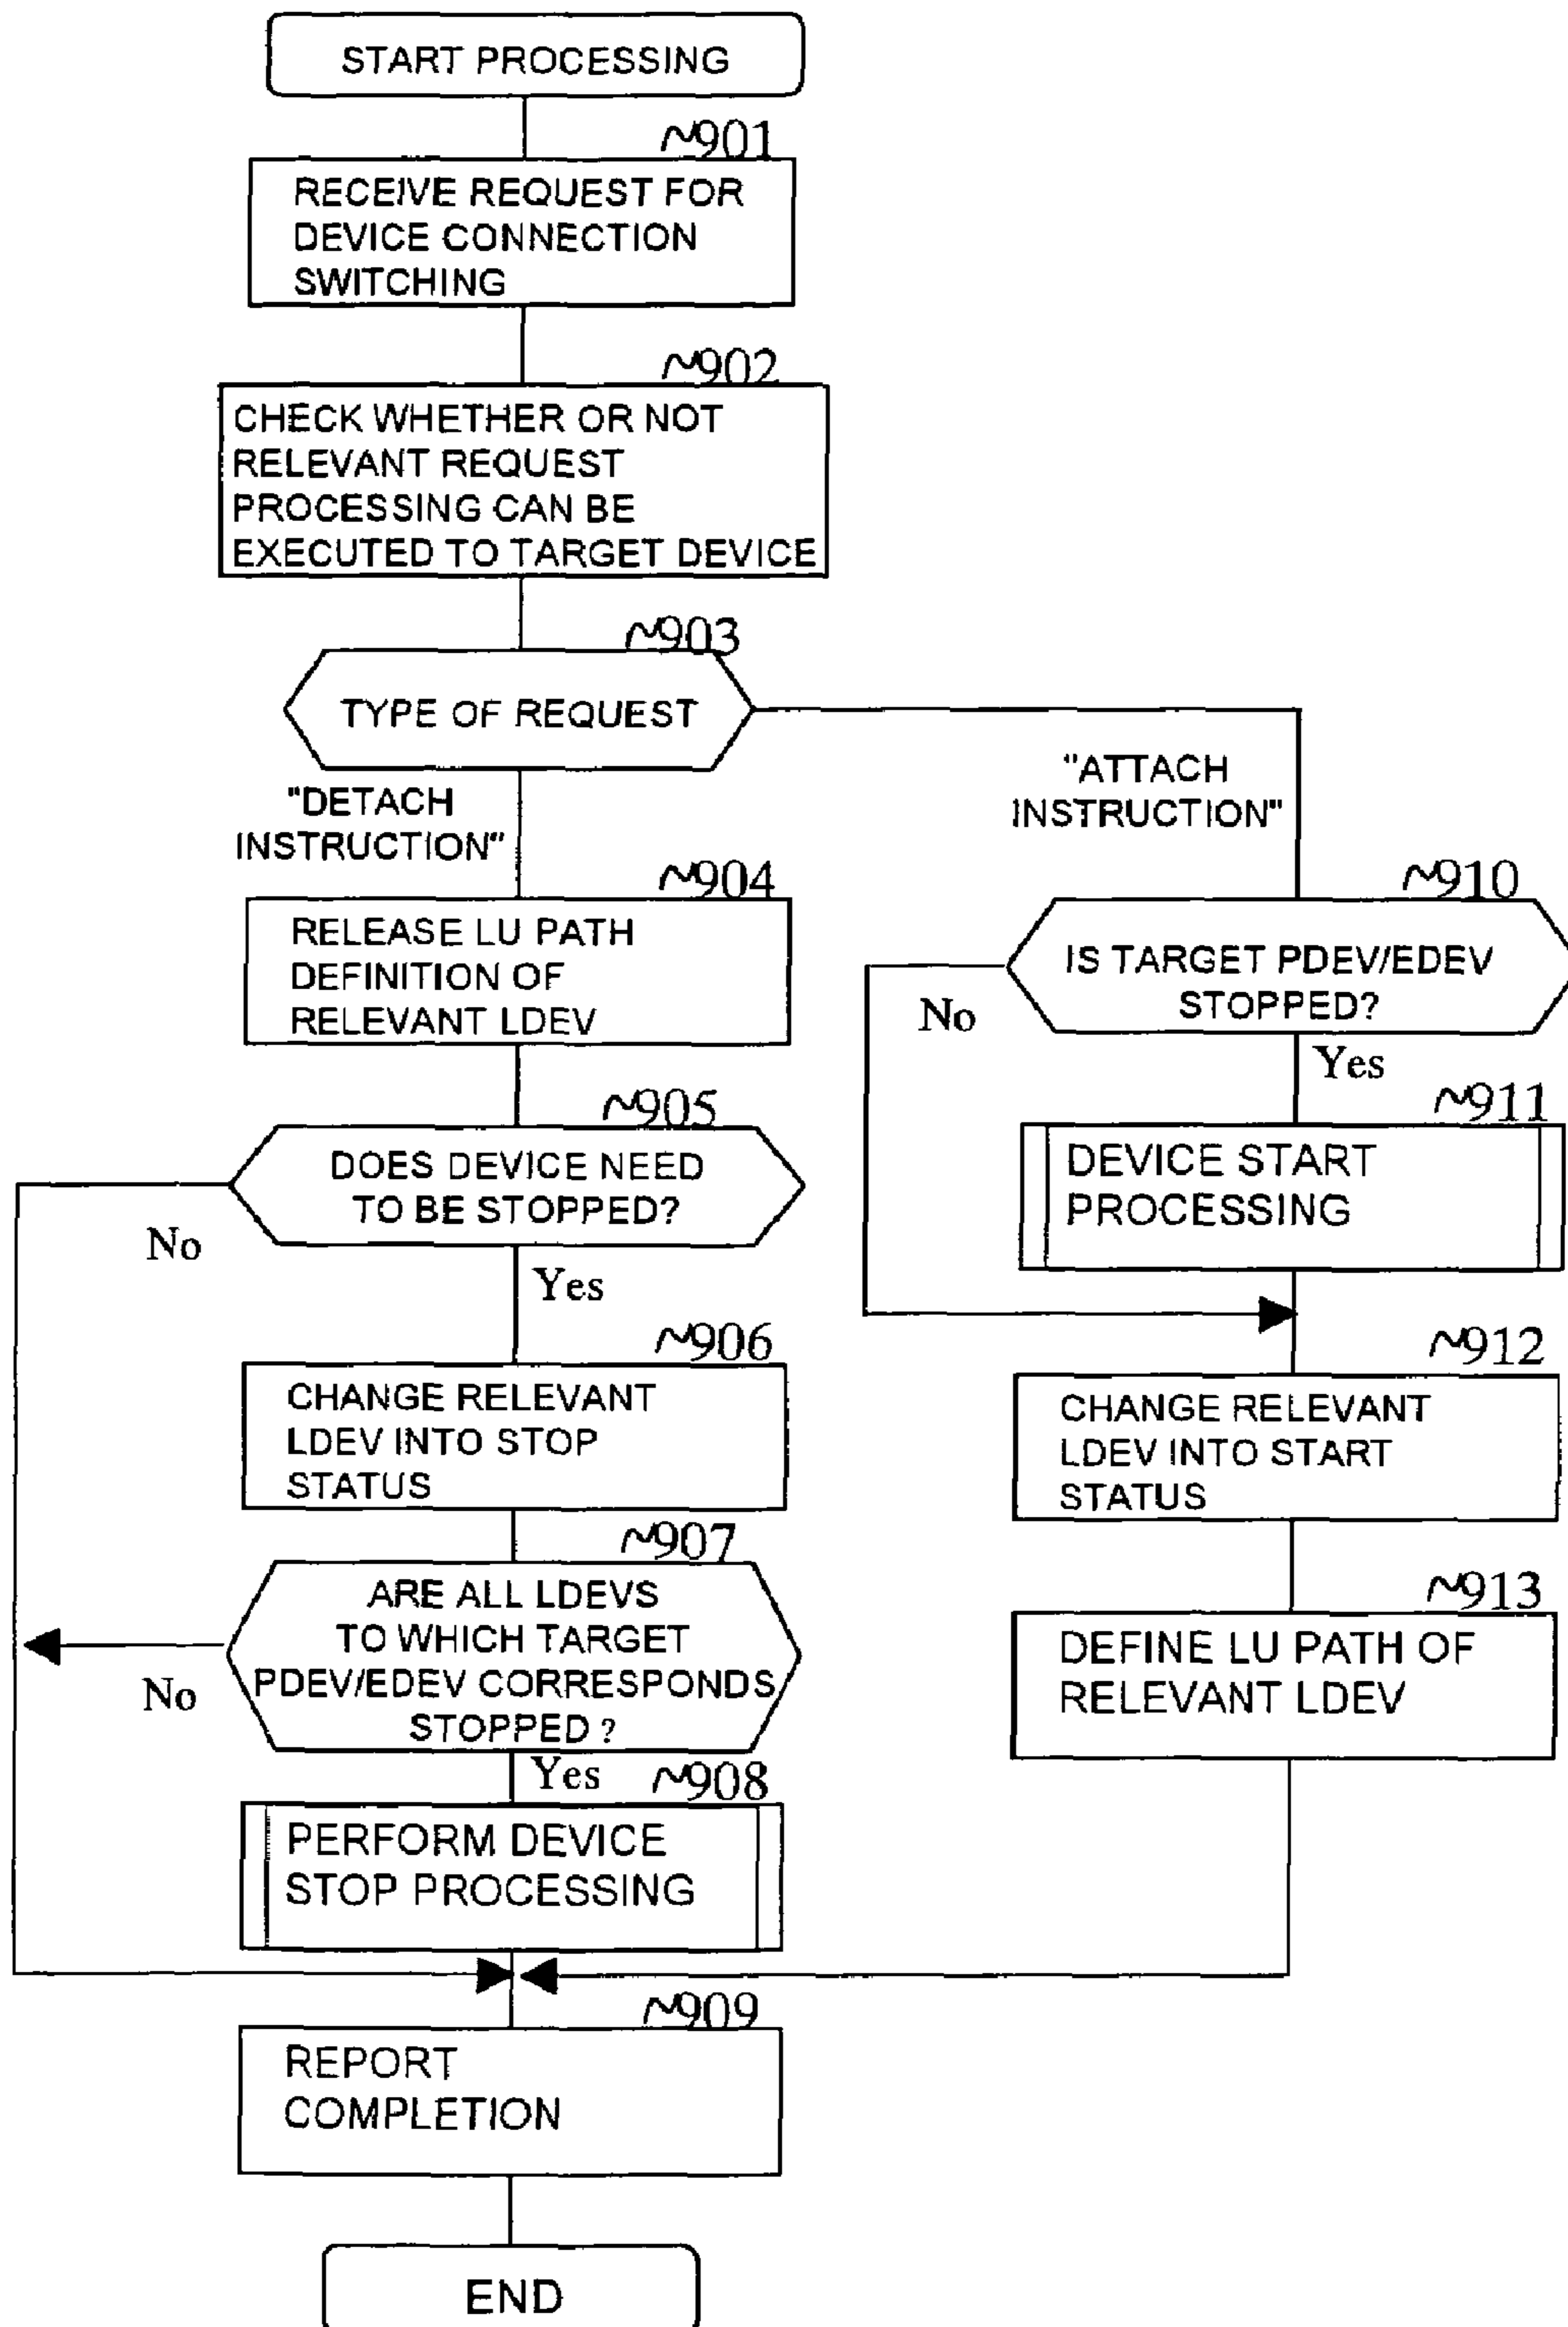 START PROCESSING
~901
RECEIVE REQUEST FOR
DEVICE CONNECTION
SWITCHING
~902
CHECK WHETHER OR NOT
RELEVANT REQUEST
PROCESSING CAN BE
EXECUTED TO TARGET DEVICE
~903
TYPE OF REQUEST
"DETACH
INSTRUCTION"
~904
RELEASE LU PATH
DEFINITION OF
RELEVANT LDEV
~905
DOES DEVICE NEED
TO BE STOPPED?
No
Yes
~906
CHANGE RELEVANT
LDEV INTO STOP
STATUS
~907
ARE ALL LDEVS
TO WHICH TARGET
PDEV/EDEV CORRESPONDS
STOPPED ?
No
Yes
~908
PERFORM DEVICE
STOP PROCESSING
"ATTACH
INSTRUCTION"
~910
IS TARGET PDEV/EDEV
STOPPED?
No
Yes
~911
DEVICE START
PROCESSING
~912
CHANGE RELEVANT
LDEV INTO START
STATUS
~913
DEFINE LU PATH OF
RELEVANT LDEV
~909
REPORT
COMPLETION
END